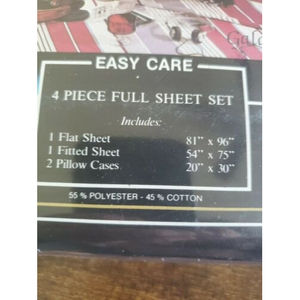 EASY CARE
4 PIECE FULL SHEET SET
Includes:
1 Flat Sheet 81" x 96"
1 Fitted Sheet 54" x 75"
2 Pillow Cases 20" x 30"
55 % POLYESTER - 45 % COTTON